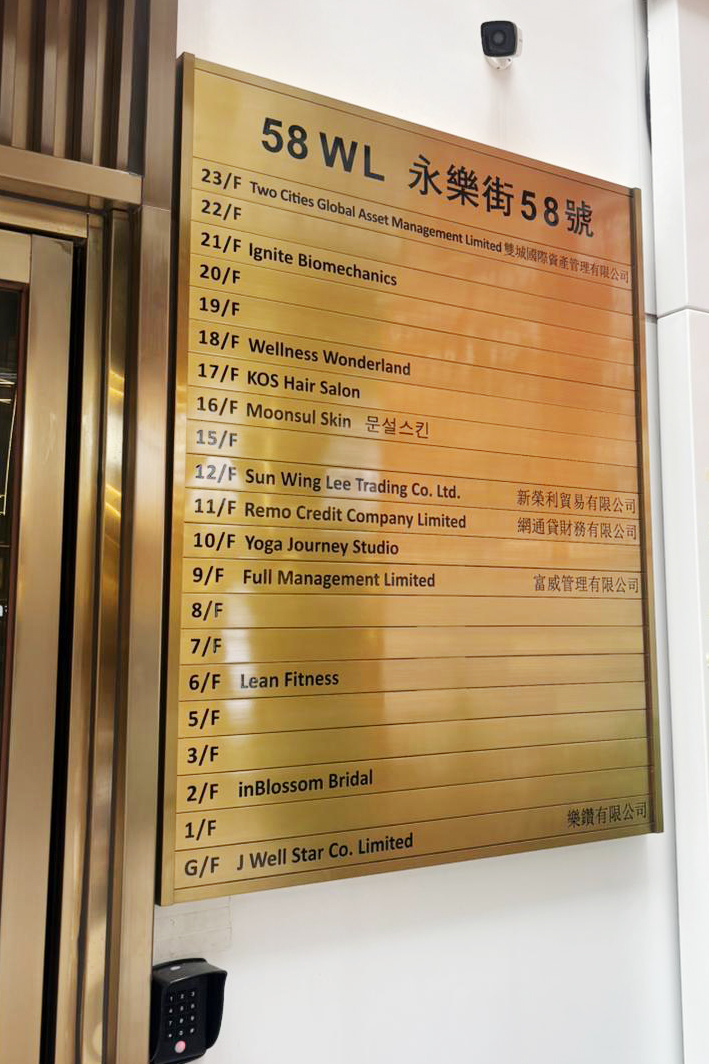 58 WL 永樂街58號
23/F Two Cities Global Asset Management Limited 雙城國際資產管理有限公司
22/F
21/F Ignite Biomechanics
20/F
19/F
18/F Wellness Wonderland
17/F KOS Hair Salon
16/F Moonsul Skin 문설스킨
15/F
12/F Sun Wing Lee Trading Co. Ltd. 新榮利貿易有限公司
11/F Remo Credit Company Limited 網通貸財務有限公司
10/F Yoga Journey Studio
9/F Full Management Limited 富威管理有限公司
8/F
7/F
6/F Lean Fitness
5/F
3/F
2/F inBlossom Bridal
1/F
G/F J Well Star Co. Limited 樂鑽有限公司